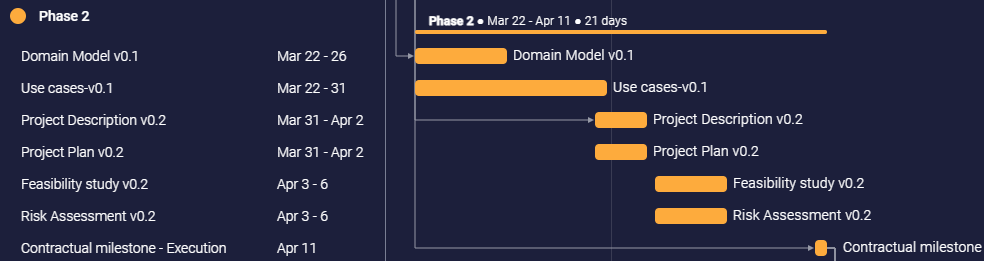 Phase 2
Phase 2 ● Mar 22 - Apr 11 ● 21 days
Domain Model v0.1 Mar 22 - 26 Domain Model v0.1
Use cases-v0.1 Mar 22 - 31 Use cases-v0.1
Project Description v0.2 Mar 31 - Apr 2 Project Description v0.2
Project Plan v0.2 Mar 31 - Apr 2 Project Plan v0.2
Feasibility study v0.2 Apr 3 - 6 Feasibility study v0.2
Risk Assessment v0.2 Apr 3 - 6 Risk Assessment v0.2
Contractual milestone - Execution Apr 11 Contractual milestone